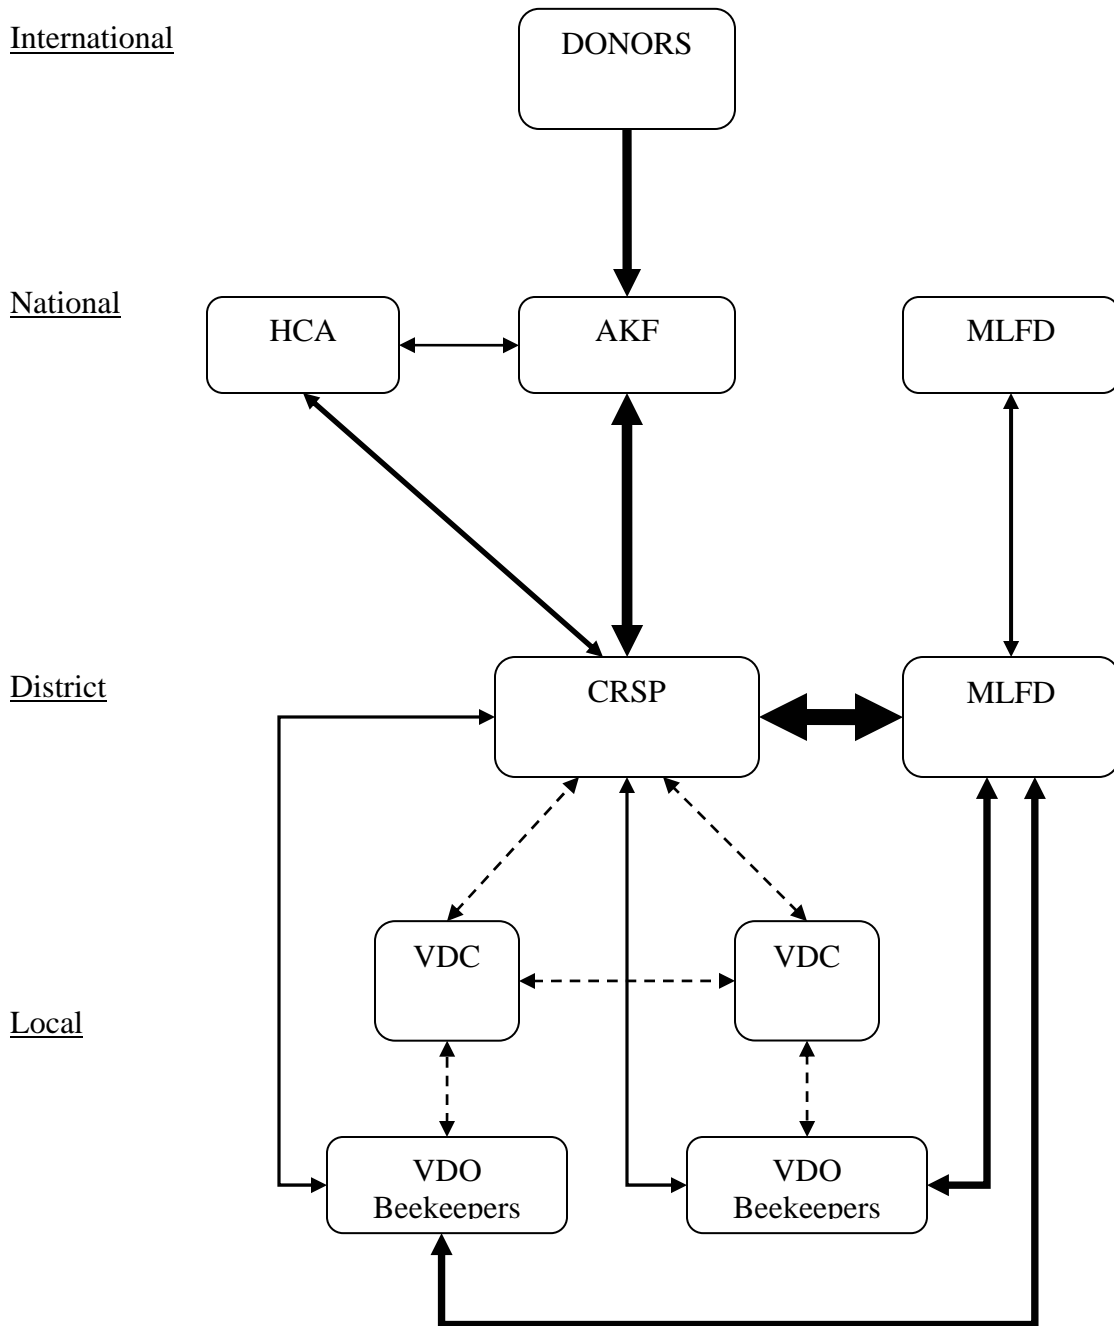 International
DONORS
National
HCA
AKF
MLFD
District
CRSP
MLFD
VDC
VDC
Local
VDO
Beekeepers
VDO
Beekeepers